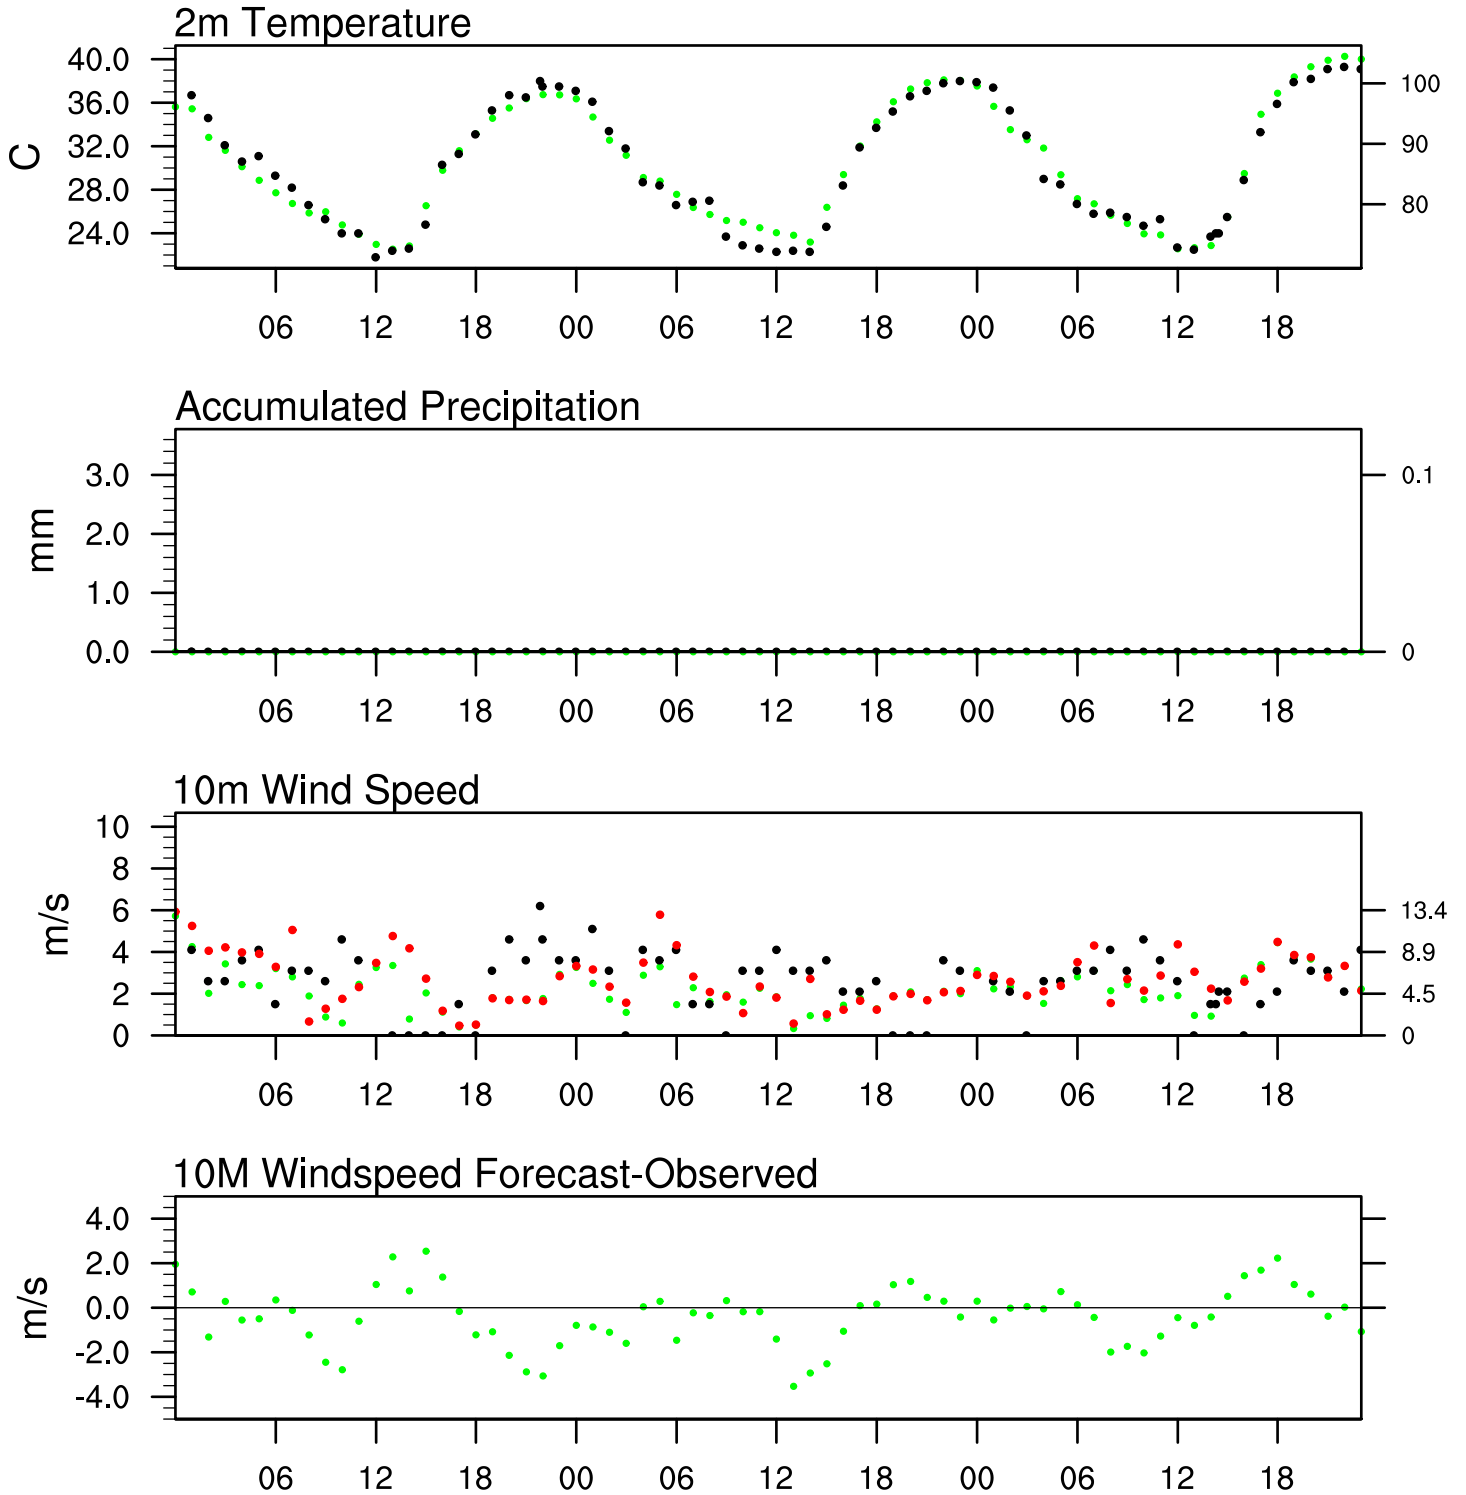 2m Temperature
40.0
36.0
32.0
28.0
24.0
C
100
90
80
06 12 18 00 06 12 18 00 06 12 18
Accumulated Precipitation
3.0
2.0
1.0
0.0
mm
0.1
0
06 12 18 00 06 12 18 00 06 12 18
10m Wind Speed
10
8
6
4
2
0
m/s
13.4
8.9
4.5
0
06 12 18 00 06 12 18 00 06 12 18
10M Windspeed Forecast-Observed
4.0
2.0
0.0
-2.0
-4.0
m/s
06 12 18 00 06 12 18 00 06 12 18